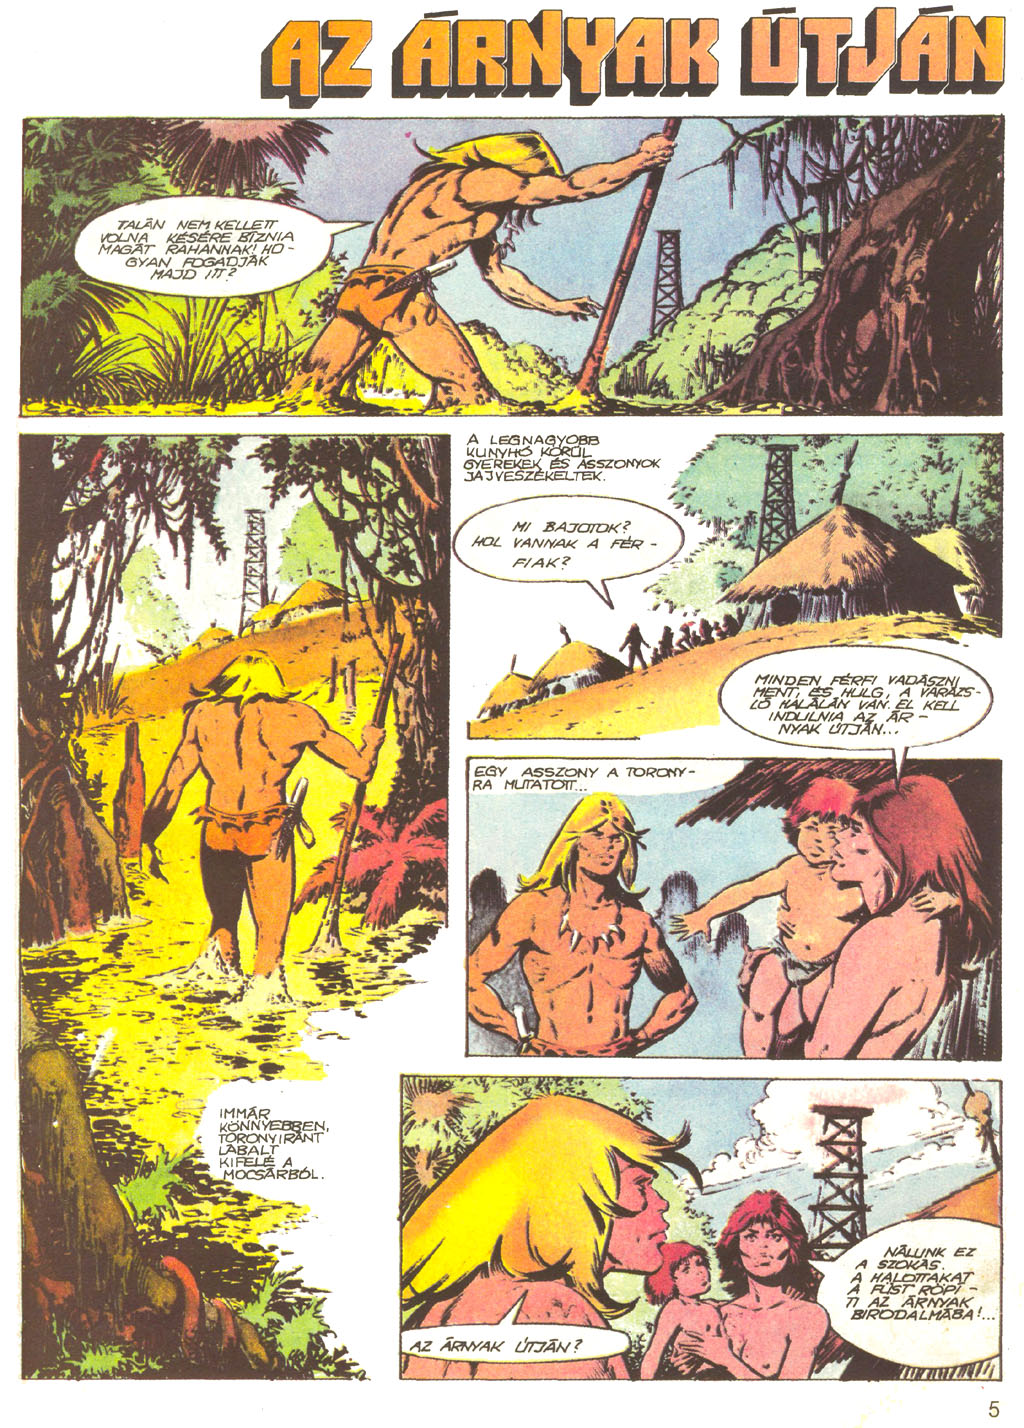 AZ ÁRNYAK ÚTJÁN
TALÁN NEM KELLETT
VOLNA KÉSÉRE BÍZNIA
MAGÁT RAHANNAK! HO-
GYAN FOGADJÁK
MAJD ITT?
IMMÁR
KÖNNYEBBEN,
TORONYIRÁNT
LÁBALT
KIFELÉ A
MOCSÁRBÓL.
A LEGNAGYOBB
KUNYHÓ KÖRÜL
GYEREKEK ÉS ASSZONYOK
JAJVESZÉKELTEK.
MI BAJOTOK?
HOL VANNAK A FÉR-
FIAK?
MINDEN FÉRFI VADÁSZNI
MENT, ÉS HULG, A VARÁZS-
LÓ HALÁLÁN VAN. EL KELL
INDULNIA AZ ÁR-
NYAK ÚTJÁN...
EGY ASSZONY A TORONY-
RA MUTATOTT...
AZ ÁRNYAK ÚTJÁN?
NÁLUNK EZ
A SZOKÁS.
A HALOTTAKAT
A FÜST RÖPÍ-
TI AZ ÁRNYAK
BIRODALMÁBA!...
5